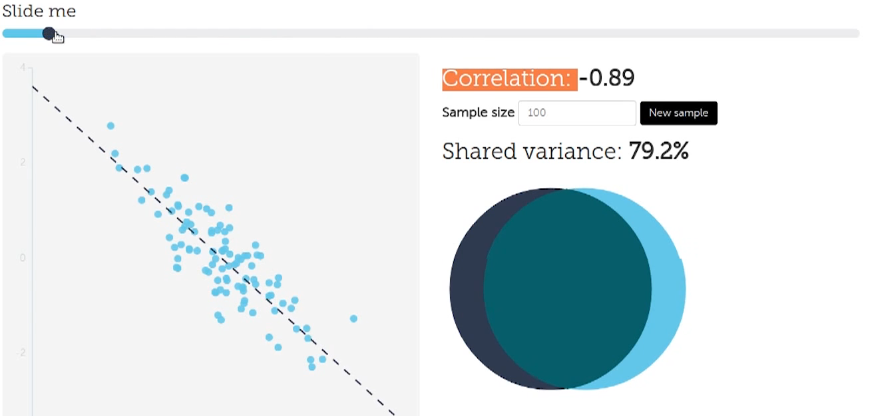 Slide me
Correlation: -0.89
Sample size 100 New sample
Shared variance: 79.2%
4
2
0
2